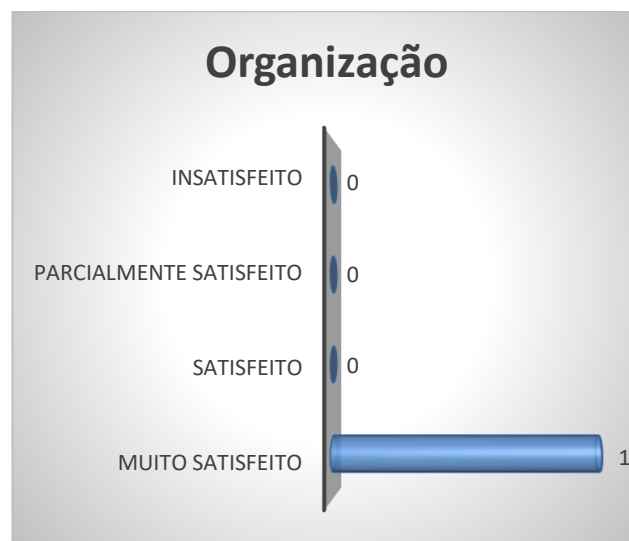 Organização
INSATISFEITO 0
PARCIALMENTE SATISFEITO 0
SATISFEITO 0
MUITO SATISFEITO 1